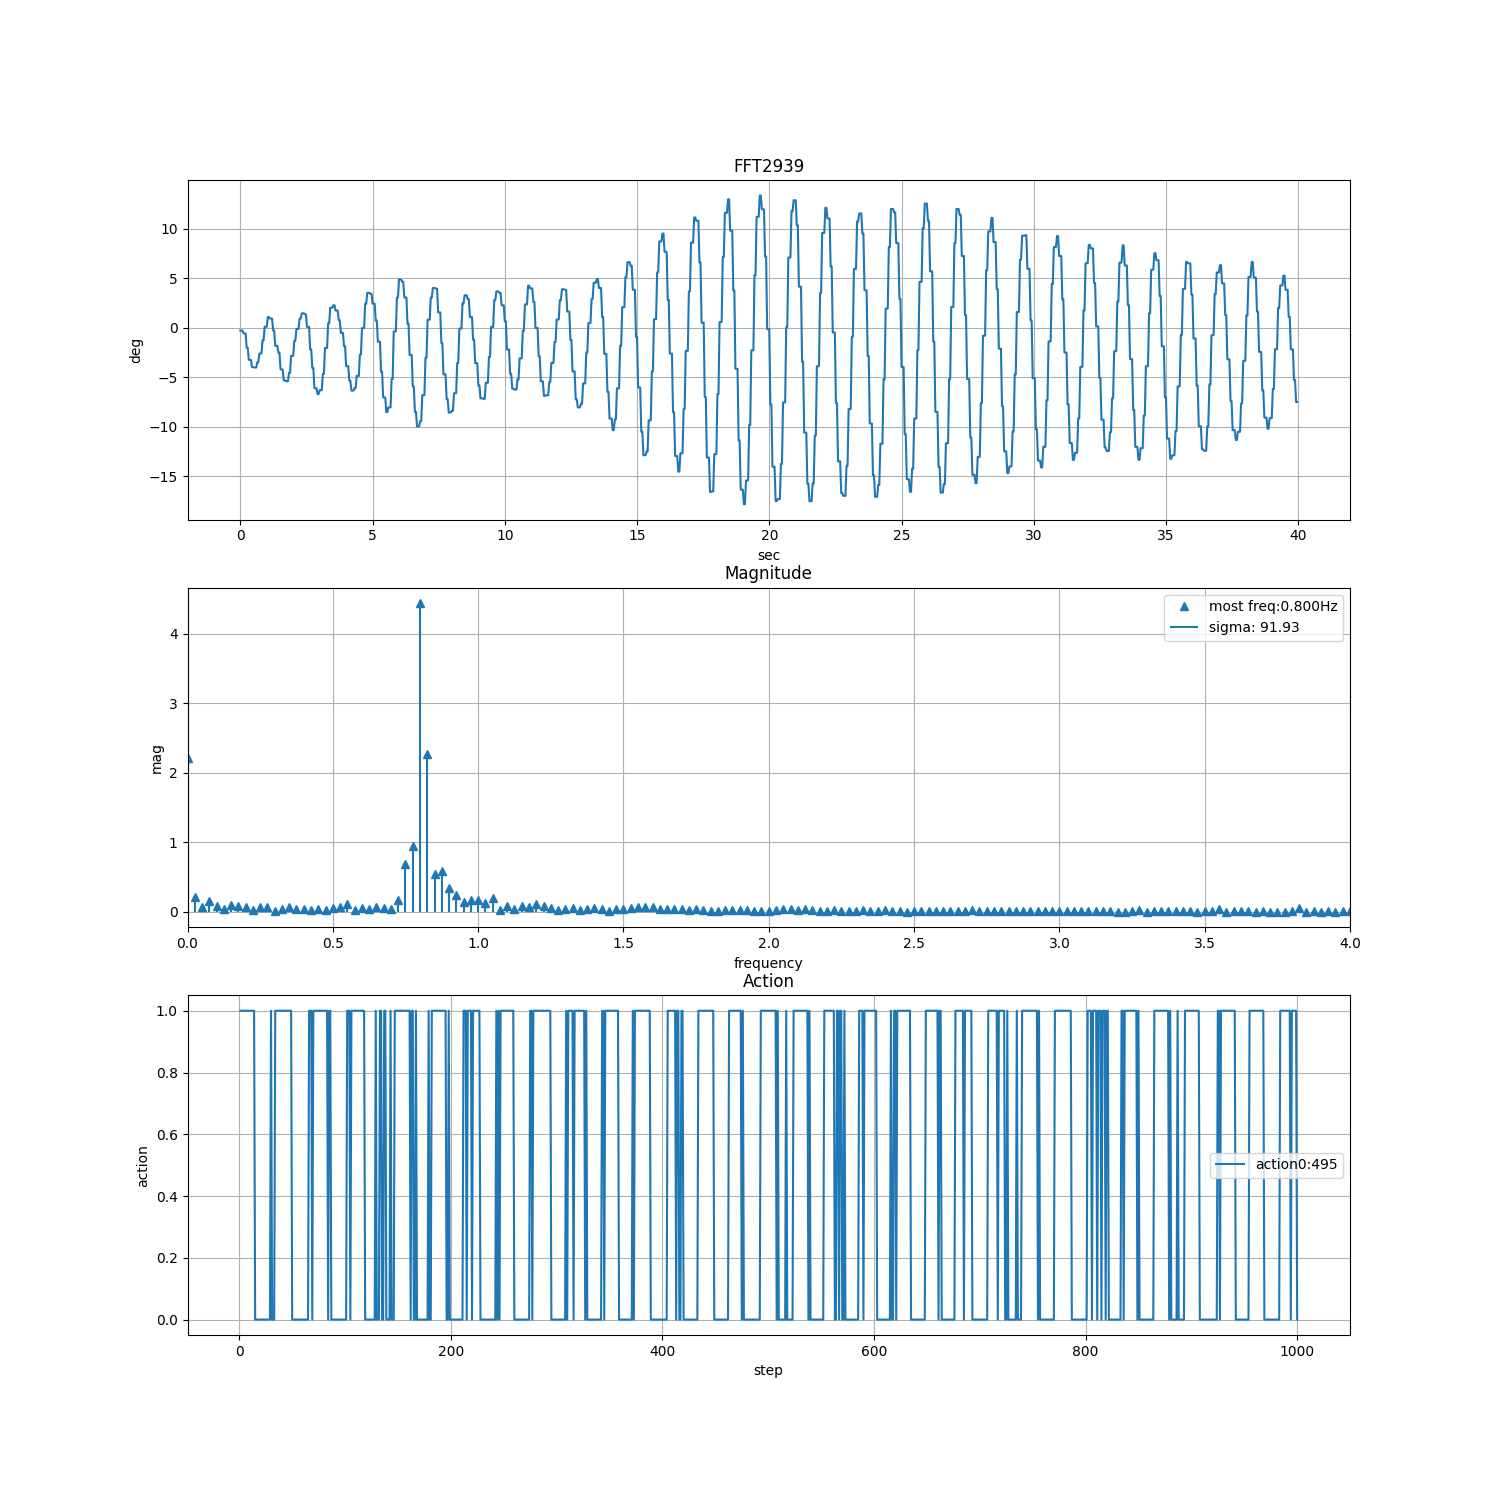 FFT2939
10
5
0
−5
−10
−15
deg
0 5 10 15 20 25 30 35 40
sec
Magnitude
most freq:0.800Hz
sigma: 91.93
4
3
2
1
0
mag
0.0 0.5 1.0 1.5 2.0 2.5 3.0 3.5 4.0
frequency
Action
1.0
0.8
0.6
0.4
0.2
0.0
action
action0:495
0 200 400 600 800 1000
step